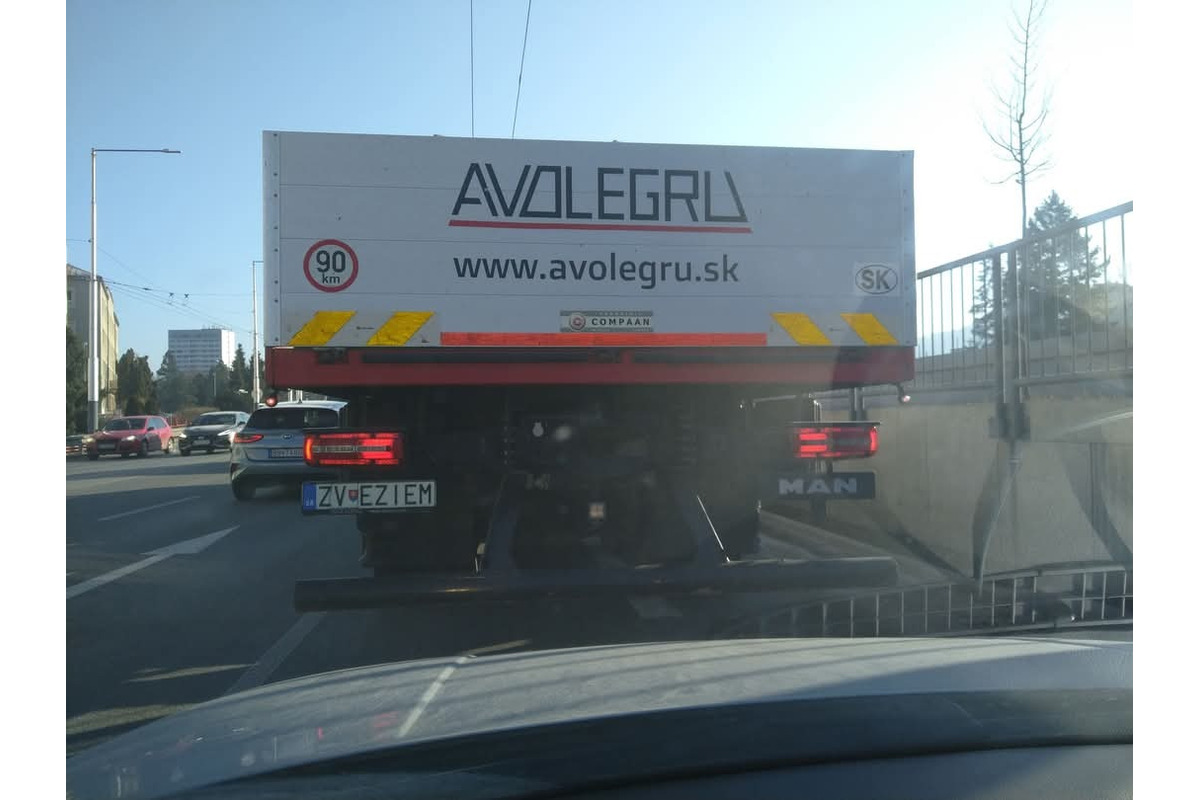 AVOLEGRU
90
km
www.avolegru.sk
SK
COMPAAN
ZV EZIEM
MAN